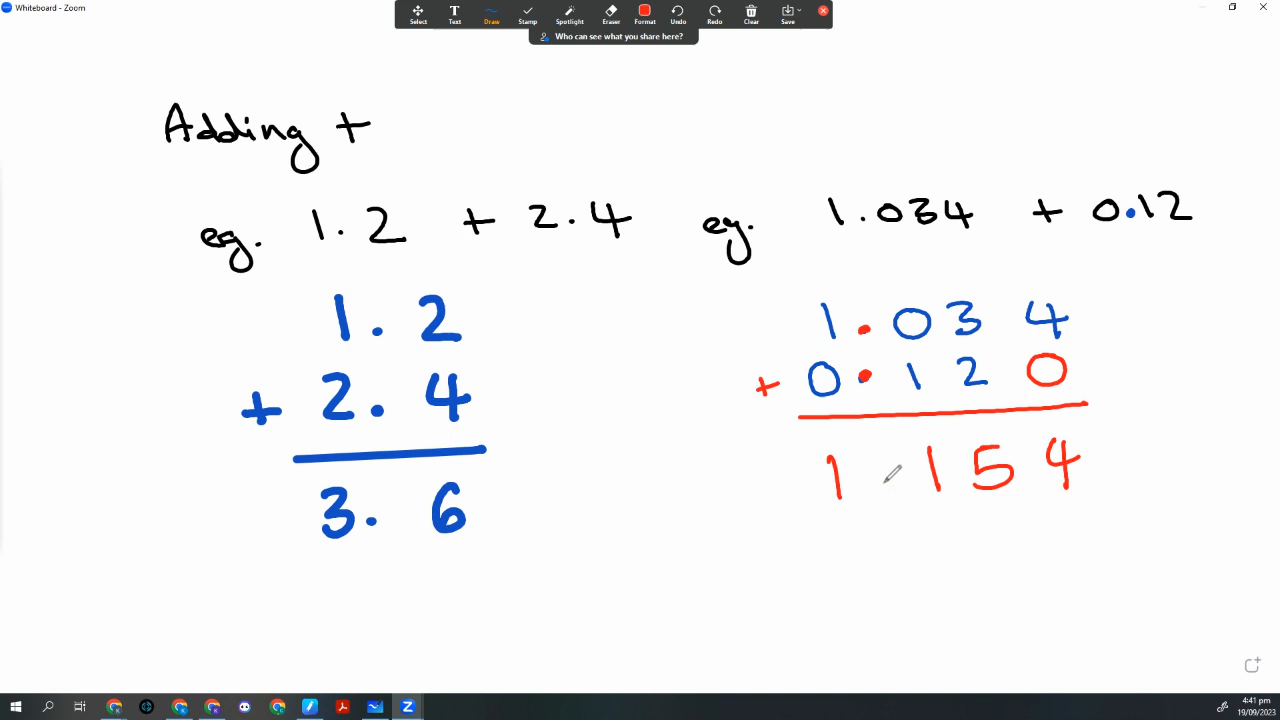 Whiteboard - Zoom
Select Text Draw Stamp Spotlight Eraser Format Undo Redo Clear Save
Who can see what you share here?
Adding +
eg. 1.2 + 2.4
eg. 1.034 + 0.12
1.2
+ 2.4
3.6
1.034
+ 0.120
1 154
4:41 pm
19/09/2023